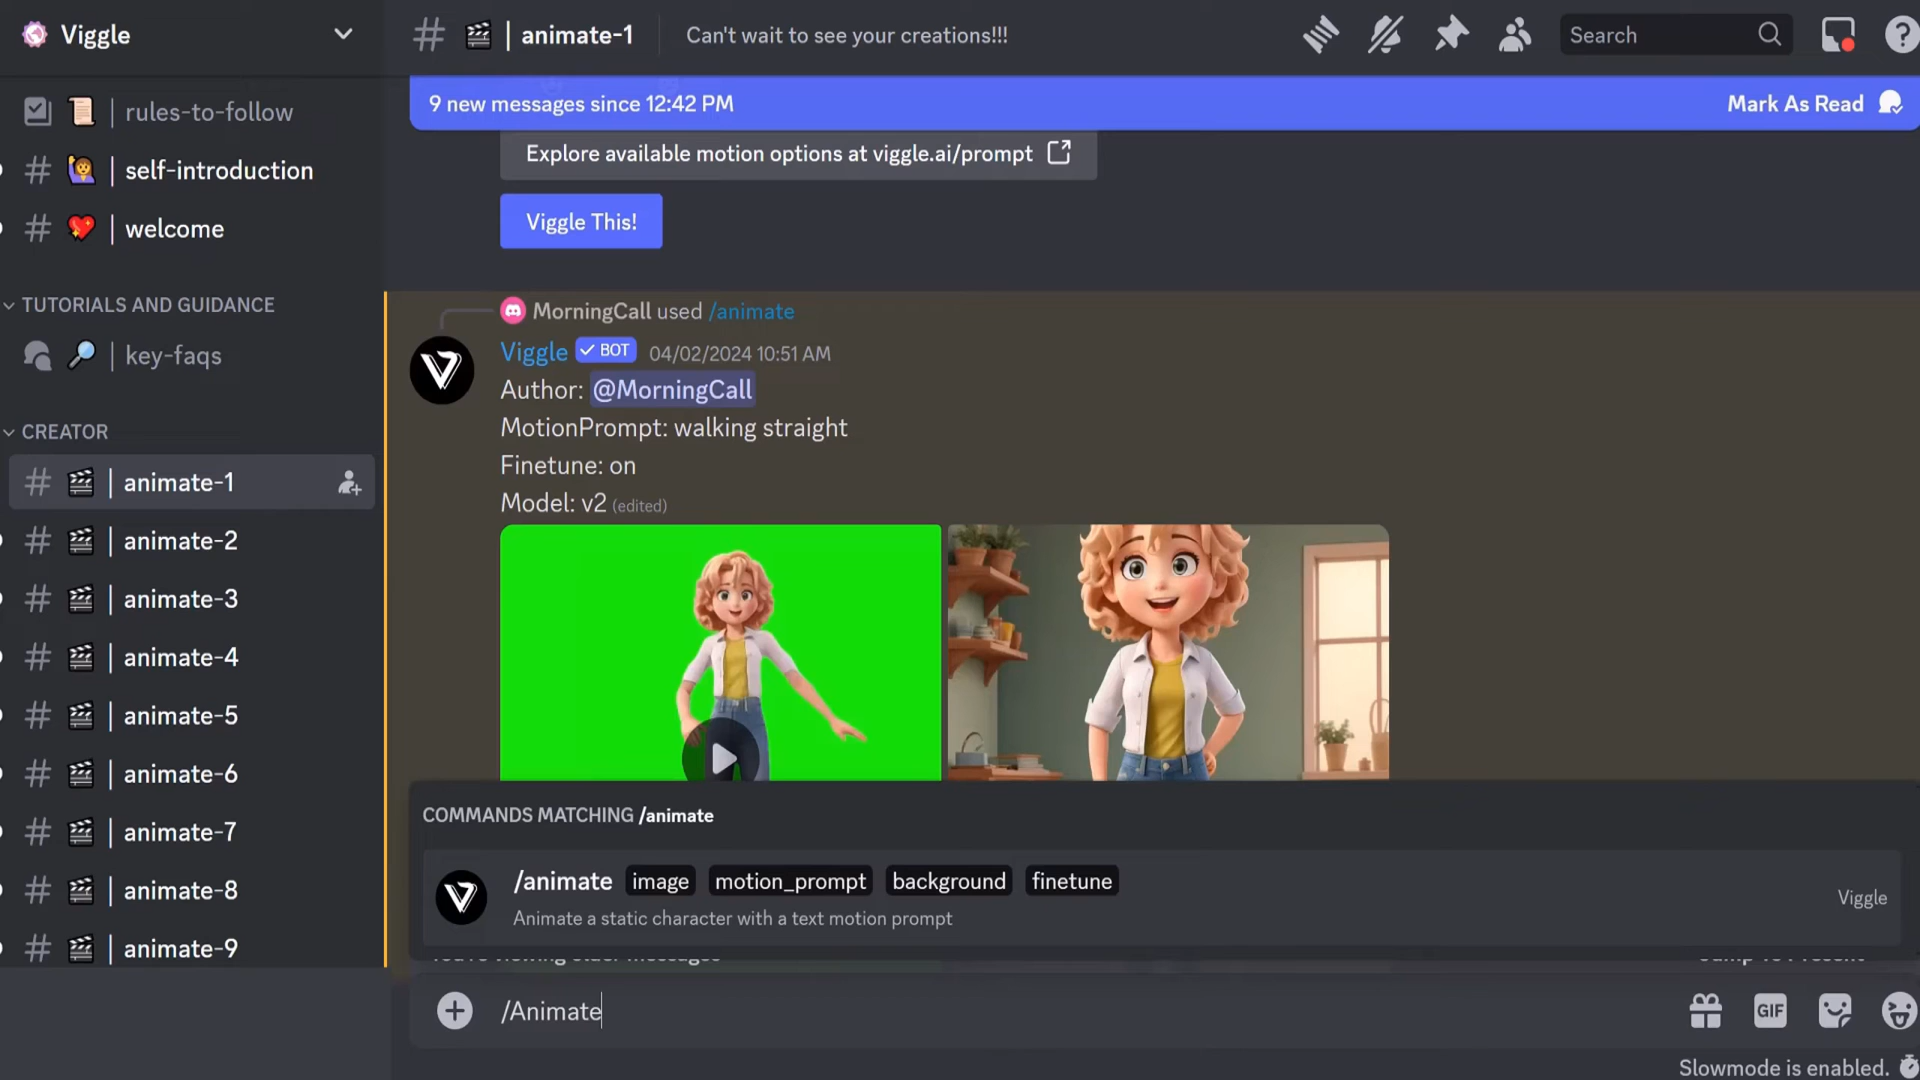 Viggle
| rules-to-follow
| self-introduction
| welcome
TUTORIALS AND GUIDANCE
| key-faqs
CREATOR
| animate-1
| animate-2
| animate-3
| animate-4
| animate-5
| animate-6
| animate-7
| animate-8
| animate-9
# | animate-1
Can't wait to see your creations!!!
Search
9 new messages since 12:42 PM
Mark As Read
Explore available motion options at viggle.ai/prompt
Viggle This!
MorningCall used /animate
Viggle BOT 04/02/2024 10:51 AM
Author: @MorningCall
MotionPrompt: walking straight
Finetune: on
Model: v2 (edited)
COMMANDS MATCHING /animate
/animate image motion_prompt background finetune
Animate a static character with a text motion prompt
Viggle
/Animate
GIF
Slowmode is enabled.